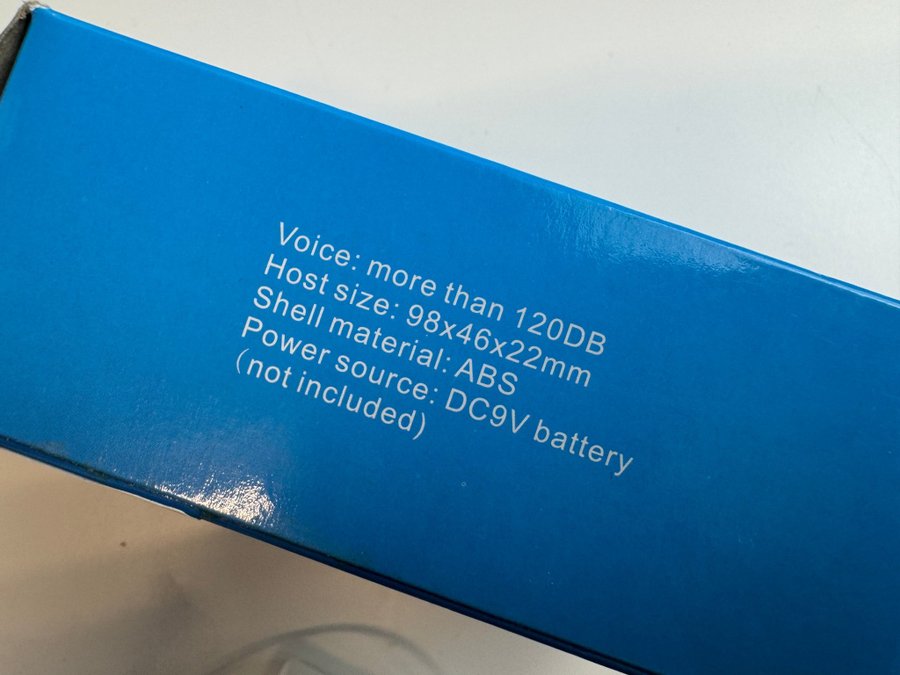 Voice: more than 120DB
Host size: 98x46x22mm
Shell material: ABS
Power source: DC9V battery
(not included)